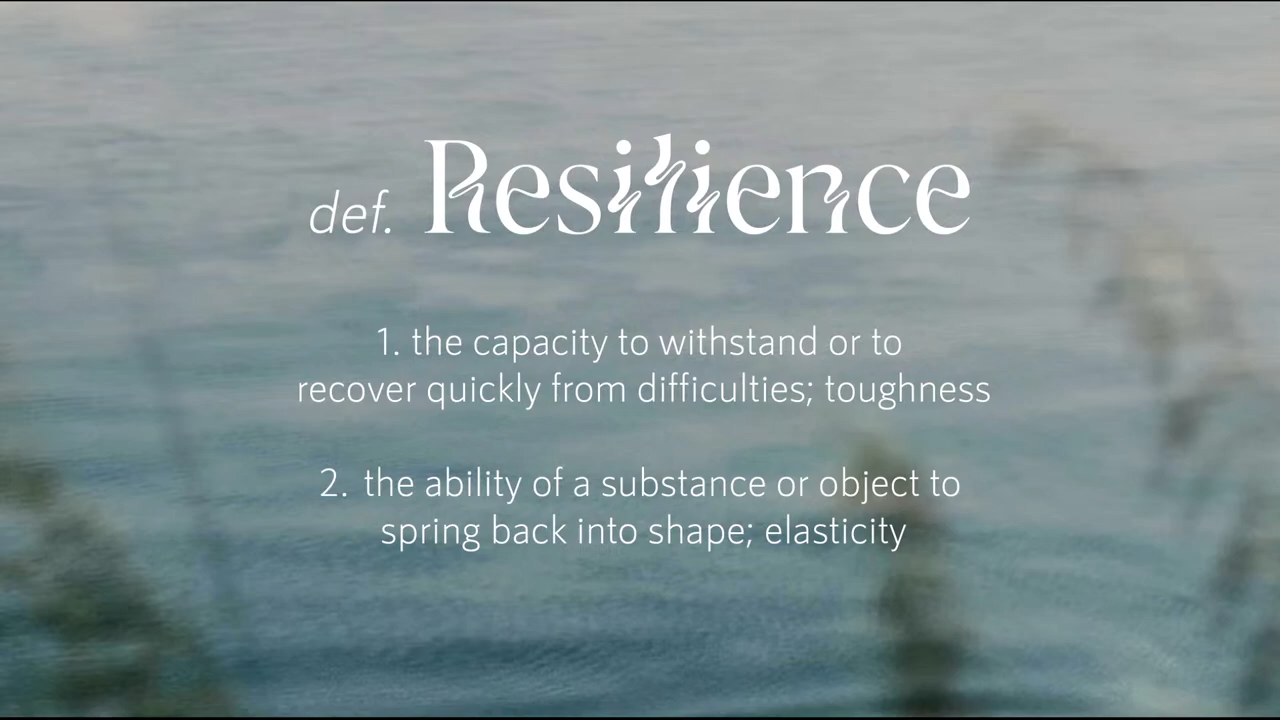 def. Resilience
1. the capacity to withstand or to
recover quickly from difficulties; toughness
2. the ability of a substance or object to
spring back into shape; elasticity